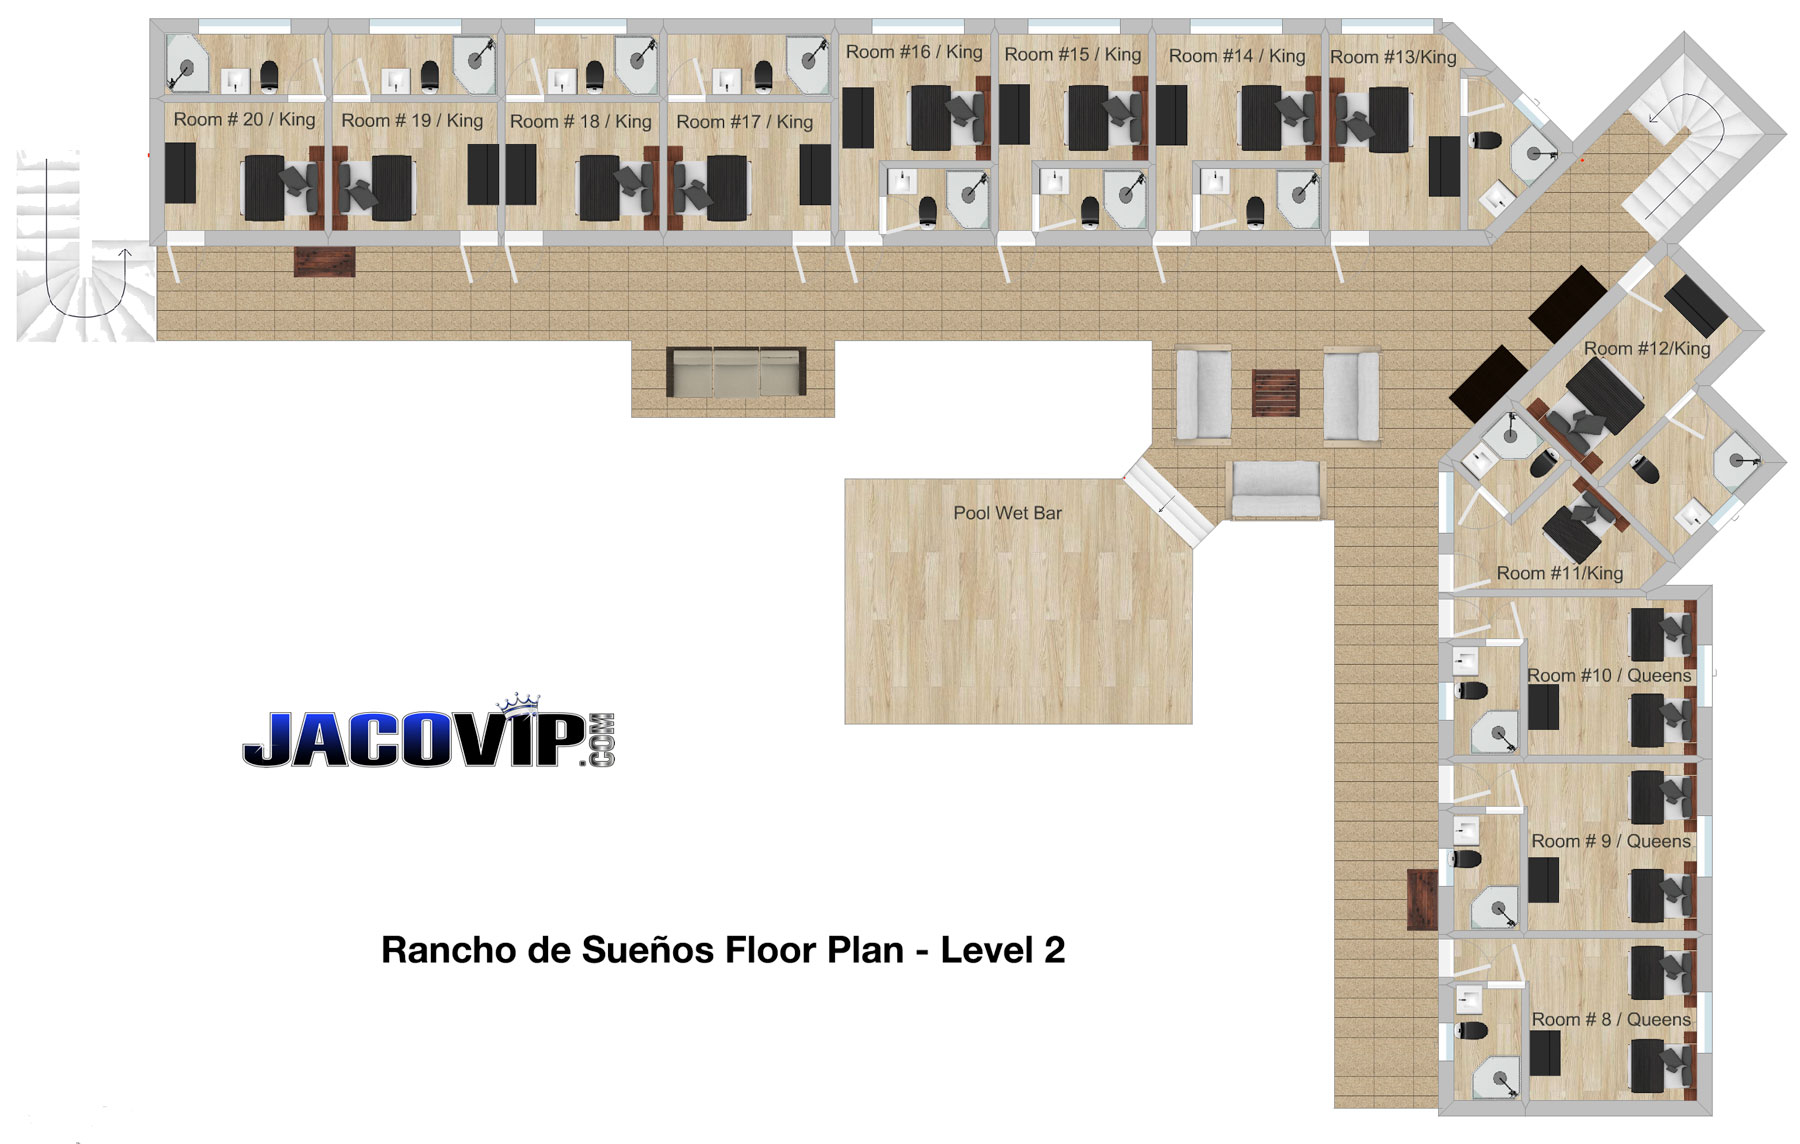 Room #16 / King
Room #15 / King
Room #14 / King
Room #13/King
Room # 20 / King
Room # 19 / King
Room # 18 / King
Room #17 / King
Room #12/King
Pool Wet Bar
Room #11/King
Room #10 / Queens
JACOVIP.COM
Room # 9 / Queens
Rancho de Sueños Floor Plan - Level 2
Room # 8 / Queens